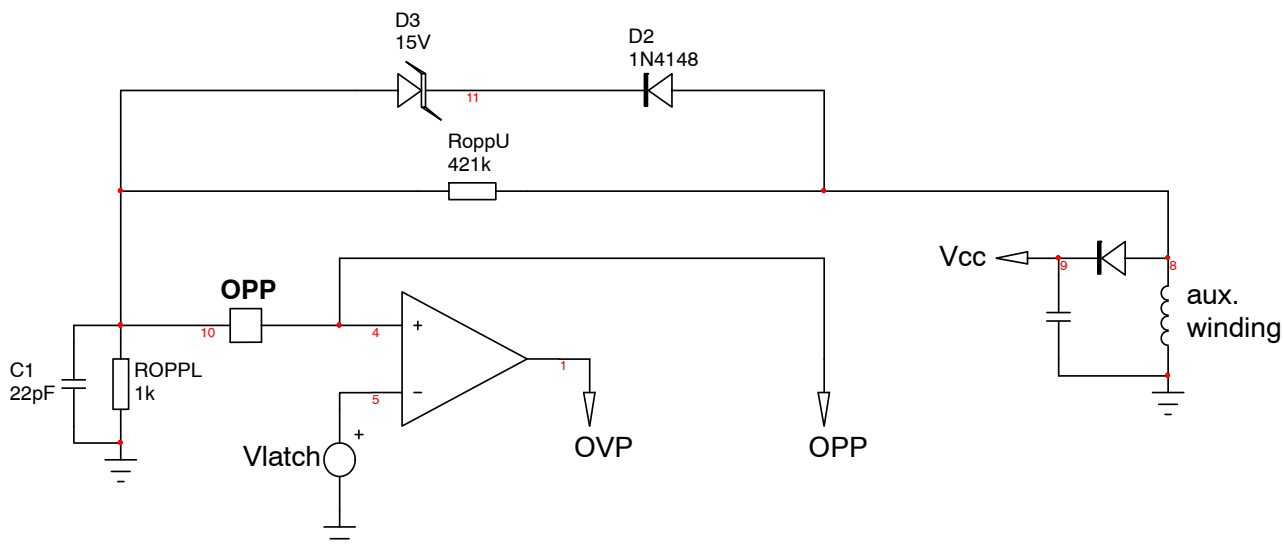 D3
15V
D2
1N4148
11
RoppU
421k
Vcc
9
8
aux.
winding
OPP
10
4
+
C1
22pF
ROPPL
1k
1
5
−
+
Vlatch
OVP
OPP